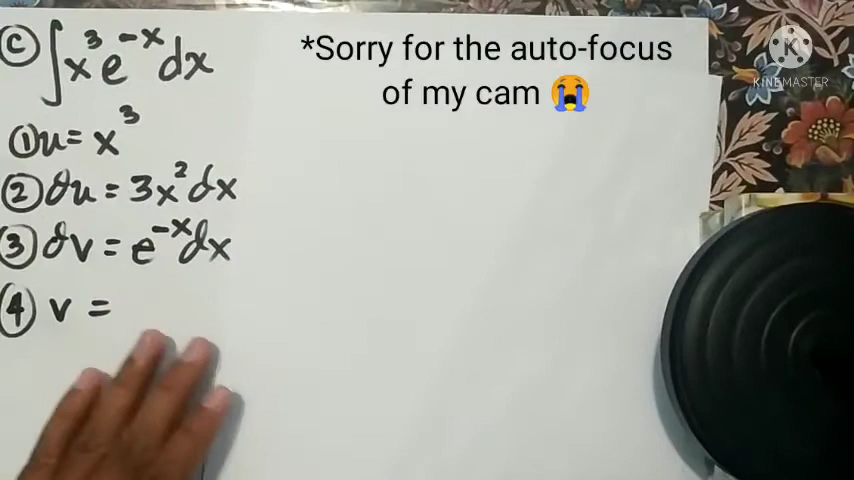 ⓒ ∫x³e⁻ˣdx
① u = x³
② du = 3x²dx
③ dv = e⁻ˣdx
④ v =
*Sorry for the auto-focus
of my cam 😭
K
KINEMASTER